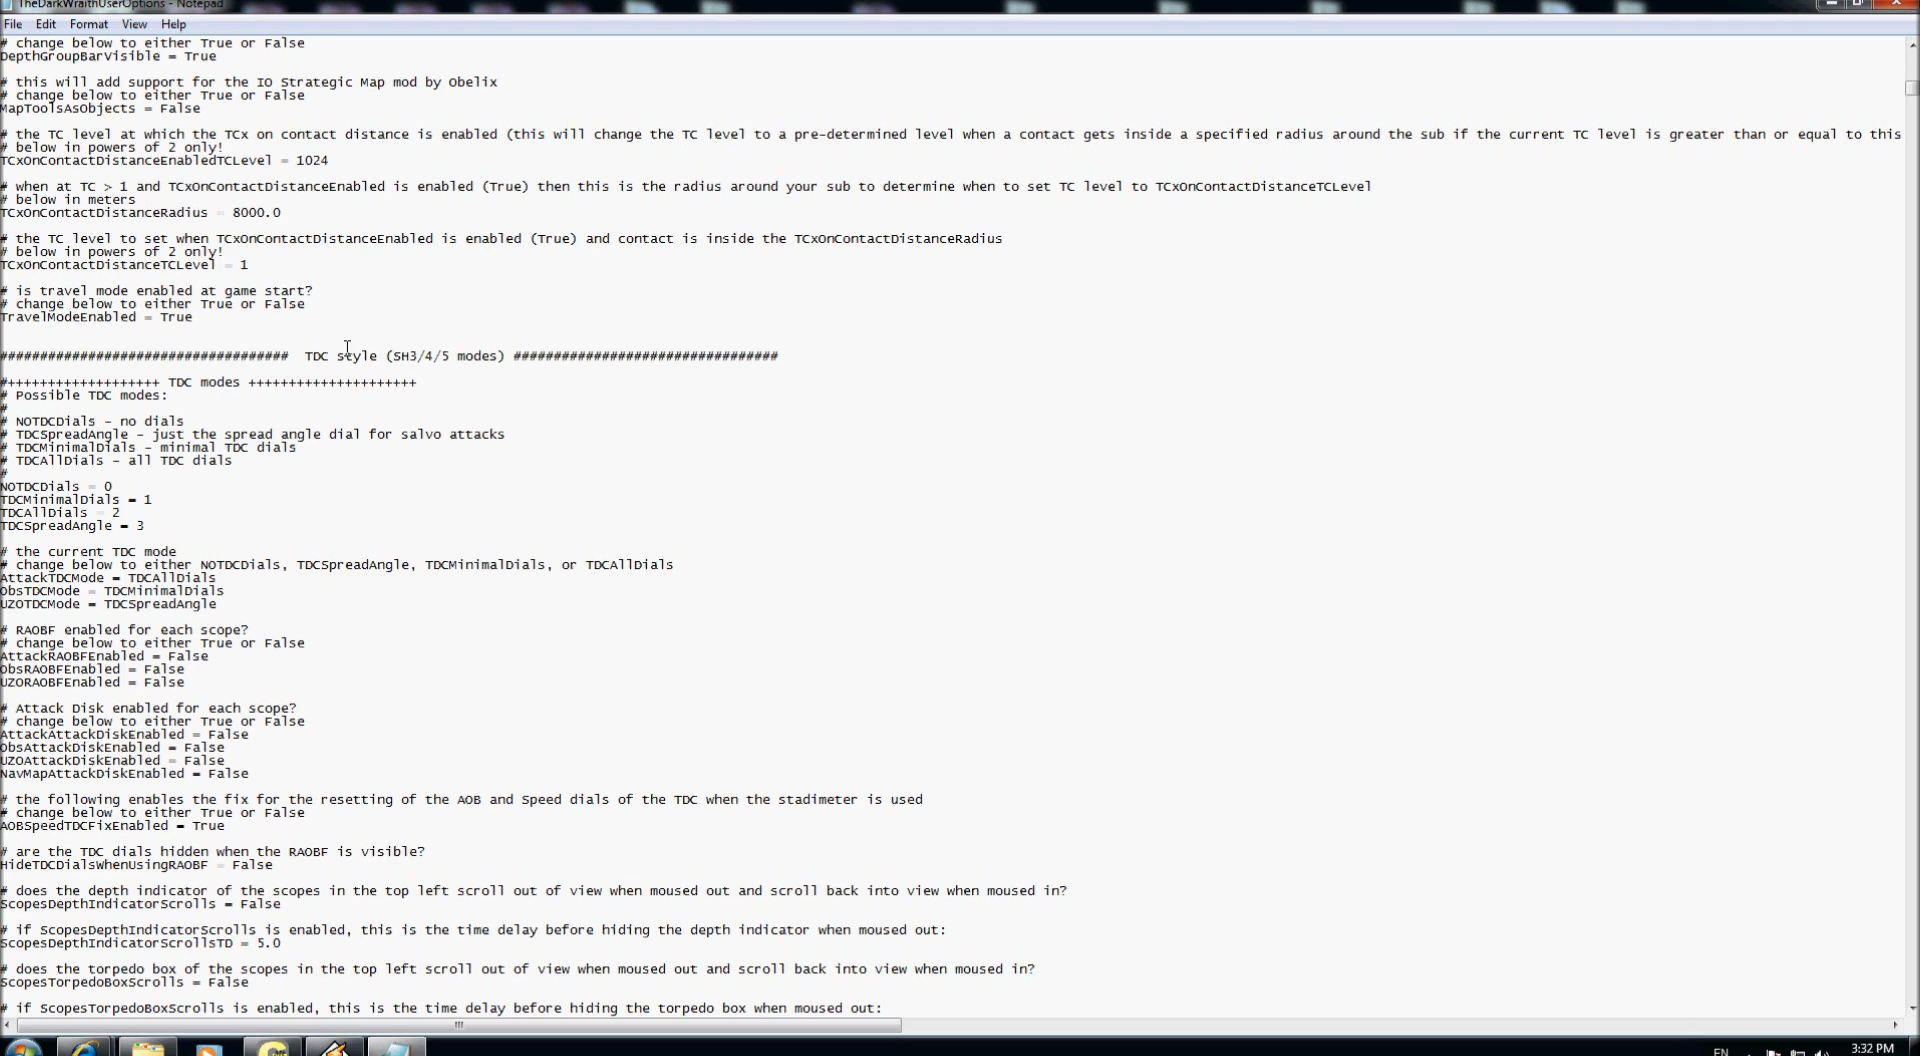 TheDarkWraithUserOptions - Notepad
File Edit Format View Help
# change below to either True or False
DepthGroupBarVisible = True
# this will add support for the IO Strategic Map mod by Obelix
# change below to either True or False
MapToolsAsObjects = False
# the TC level at which the TCx on contact distance is enabled (this will change the TC level to a pre-determined level when a contact gets inside a specified radius around the sub if the current TC level is greater than or equal to this
# below in powers of 2 only!
TCxOnContactDistanceEnabledTCLevel = 1024
# when at TC > 1 and TCxOnContactDistanceEnabled is enabled (True) then this is the radius around your sub to determine when to set TC level to TCxOnContactDistanceTCLevel
# below in meters
TCxOnContactDistanceRadius = 8000.0
# the TC level to set when TCxOnContactDistanceEnabled is enabled (True) and contact is inside the TCxOnContactDistanceRadius
# below in powers of 2 only!
TCxOnContactDistanceTCLevel = 1
# is travel mode enabled at game start?
# change below to either True or False
TravelModeEnabled = True
#################################### TDC style (SH3/4/5 modes) #################################
#+++++++++++++++++++ TDC modes +++++++++++++++++++++
# Possible TDC modes:
#
# NOTDCDials - no dials
# TDCSpreadAngle - just the spread angle dial for salvo attacks
# TDCMinimalDials - minimal TDC dials
# TDCAllDials - all TDC dials
#
NOTDCDials = 0
TDCMinimalDials = 1
TDCAllDials = 2
TDCSpreadAngle = 3
# the current TDC mode
# change below to either NOTDCDials, TDCSpreadAngle, TDCMinimalDials, or TDCAllDials
AttackTDCMode = TDCAllDials
ObsTDCMode = TDCMinimalDials
UZOTDCMode = TDCSpreadAngle
# RAOBF enabled for each scope?
# change below to either True or False
AttackRAOBFEnabled = False
ObsRAOBFEnabled = False
UZORAOBFEnabled = False
# Attack Disk enabled for each scope?
# change below to either True or False
AttackAttackDiskEnabled = False
ObsAttackDiskEnabled = False
UZOAttackDiskEnabled = False
NavMapAttackDiskEnabled = False
# the following enables the fix for the resetting of the AOB and Speed dials of the TDC when the stadimeter is used
# change below to either True or False
AOBSpeedTDCFixEnabled = True
# are the TDC dials hidden when the RAOBF is visible?
HideTDCDialsWhenUsingRAOBF = False
# does the depth indicator of the scopes in the top left scroll out of view when moused out and scroll back into view when moused in?
ScopesDepthIndicatorScrolls = False
# if ScopesDepthIndicatorScrolls is enabled, this is the time delay before hiding the depth indicator when moused out:
ScopesDepthIndicatorScrollsTD = 5.0
# does the torpedo box of the scopes in the top left scroll out of view when moused out and scroll back into view when moused in?
ScopesTorpedoBoxScrolls = False
# if ScopesTorpedoBoxScrolls is enabled, this is the time delay before hiding the torpedo box when moused out:
EN
3:32 PM